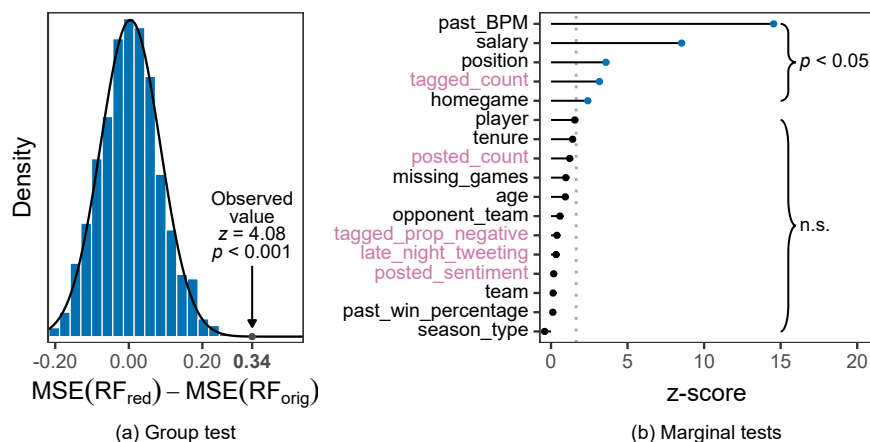 Density
Observed
value
z = 4.08
p < 0.001
-0.20 0.00 0.20 0.34
MSE(RF_red) − MSE(RF_orig)
(a) Group test
past_BPM
salary
position
tagged_count
homegame
player
tenure
posted_count
missing_games
age
opponent_team
tagged_prop_negative
late_night_tweeting
posted_sentiment
team
past_win_percentage
season_type
p < 0.05
n.s.
0 5 10 15 20
z-score
(b) Marginal tests